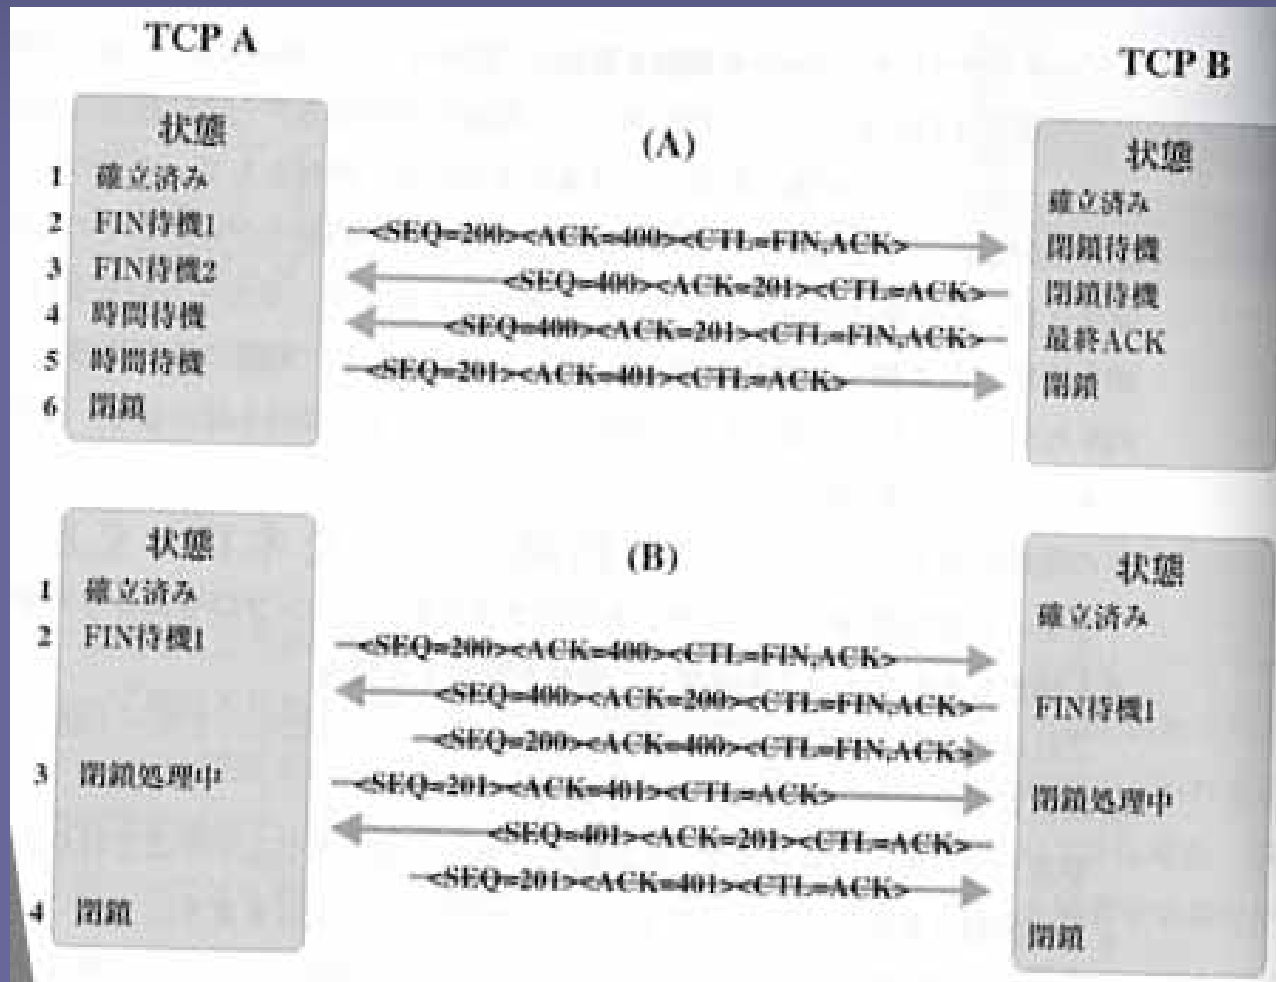 TCP A
TCP B
(A)
状態
状態
1 確立済み
確立済み
2 FIN待機1 <SEQ=200><ACK=400><CTL=FIN,ACK> 閉鎖待機
3 FIN待機2 <SEQ=400><ACK=201><CTL=ACK> 閉鎖待機
4 時間待機 <SEQ=400><ACK=201><CTL=FIN,ACK> 最終ACK
5 時間待機 <SEQ=201><ACK=401><CTL=ACK> 閉鎖
6 閉鎖
(B)
状態
状態
1 確立済み
確立済み
2 FIN待機1 <SEQ=200><ACK=400><CTL=FIN,ACK>
<SEQ=400><ACK=200><CTL=FIN,ACK> FIN待機1
<SEQ=200><ACK=400><CTL=FIN,ACK>
3 閉鎖処理中 <SEQ=201><ACK=401><CTL=ACK> 閉鎖処理中
<SEQ=401><ACK=201><CTL=ACK>
<SEQ=201><ACK=401><CTL=ACK>
4 閉鎖
閉鎖